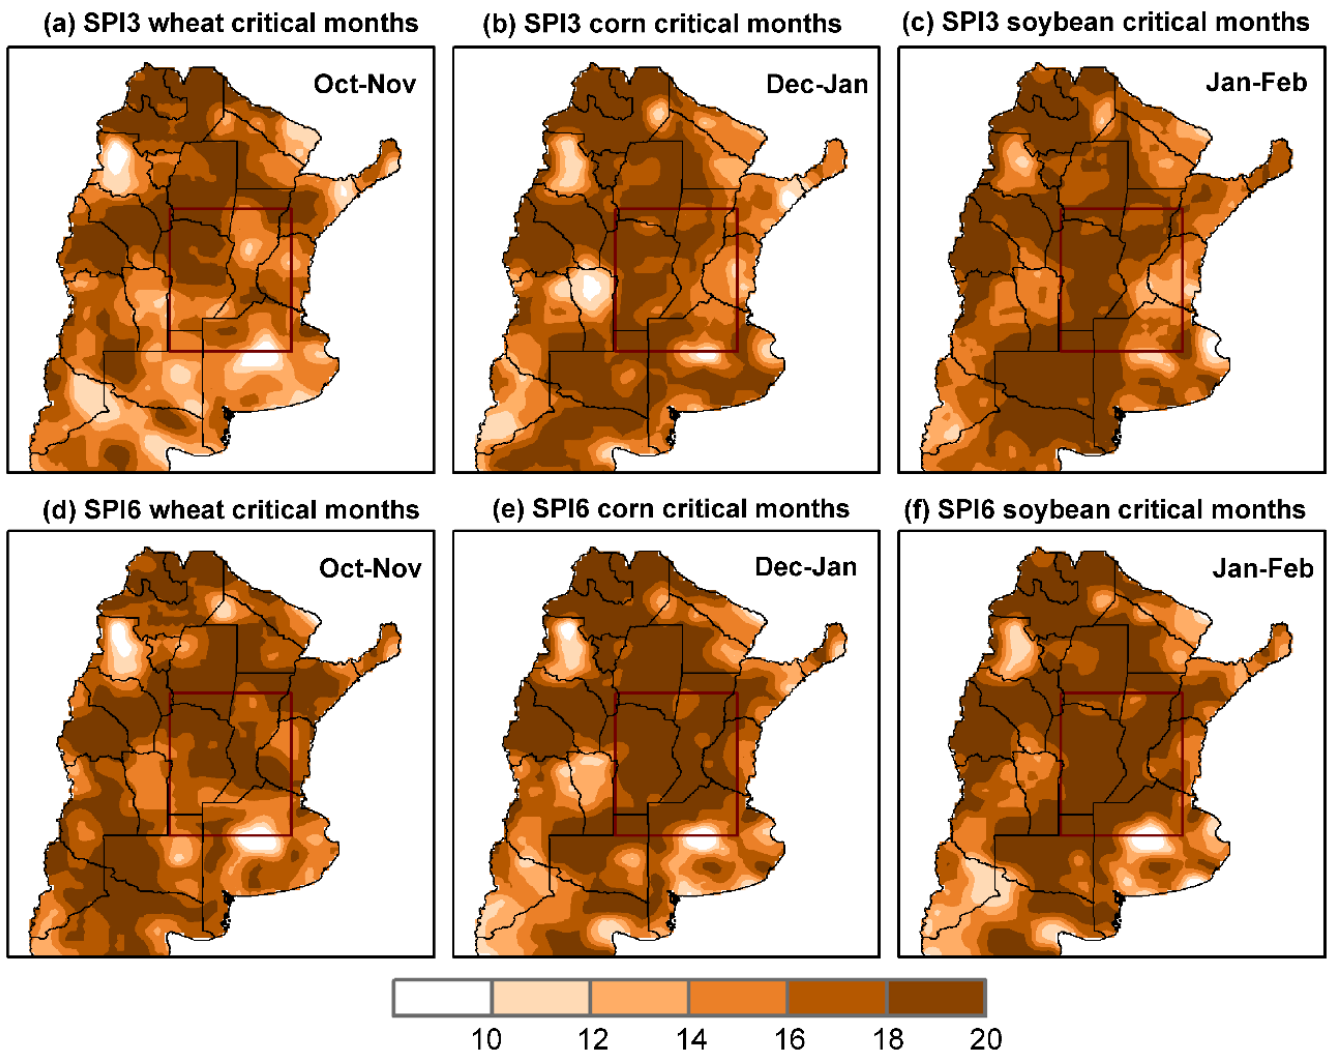 (a) SPI3 wheat critical months
(b) SPI3 corn critical months
(c) SPI3 soybean critical months
Oct-Nov
Dec-Jan
Jan-Feb
(d) SPI6 wheat critical months
(e) SPI6 corn critical months
(f) SPI6 soybean critical months
Oct-Nov
Dec-Jan
Jan-Feb
10 12 14 16 18 20